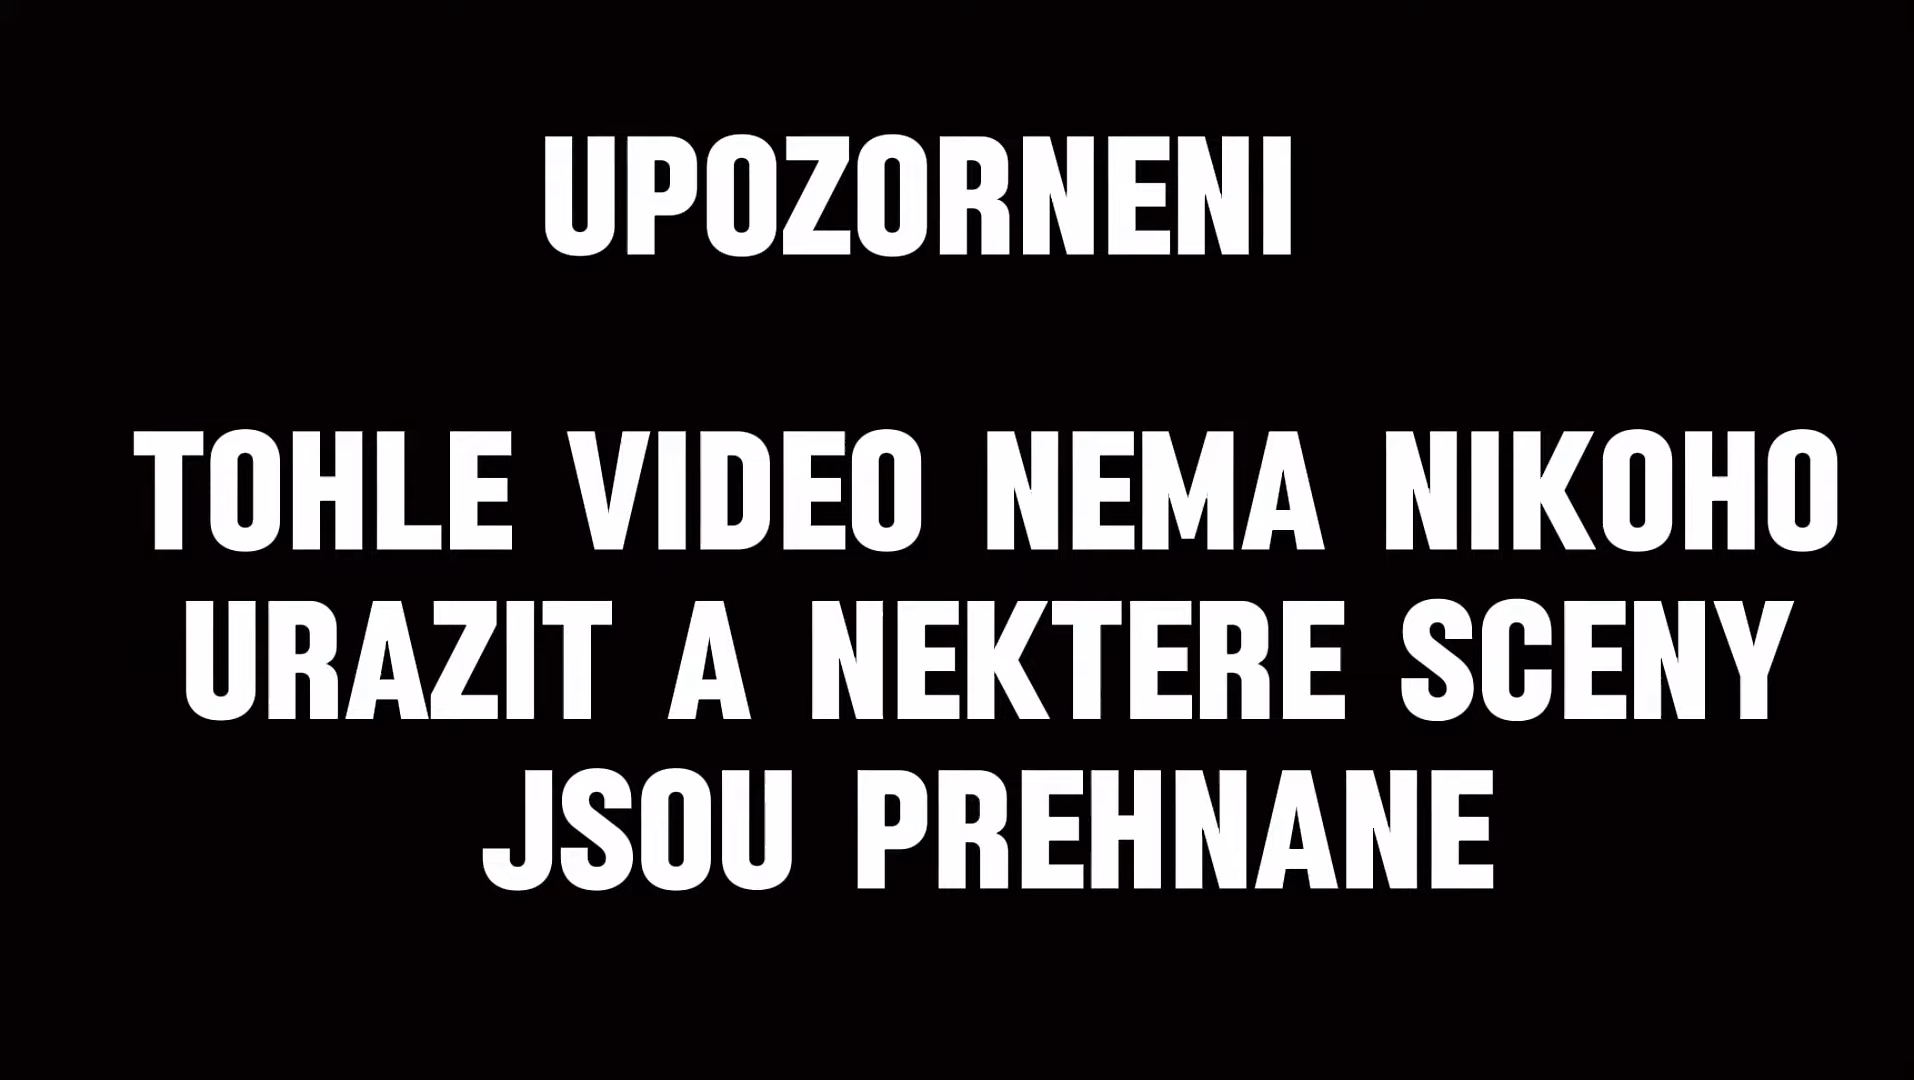 UPOZORNENI
TOHLE VIDEO NEMA NIKOHO
URAZIT A NEKTERE SCENY
JSOU PREHNANE